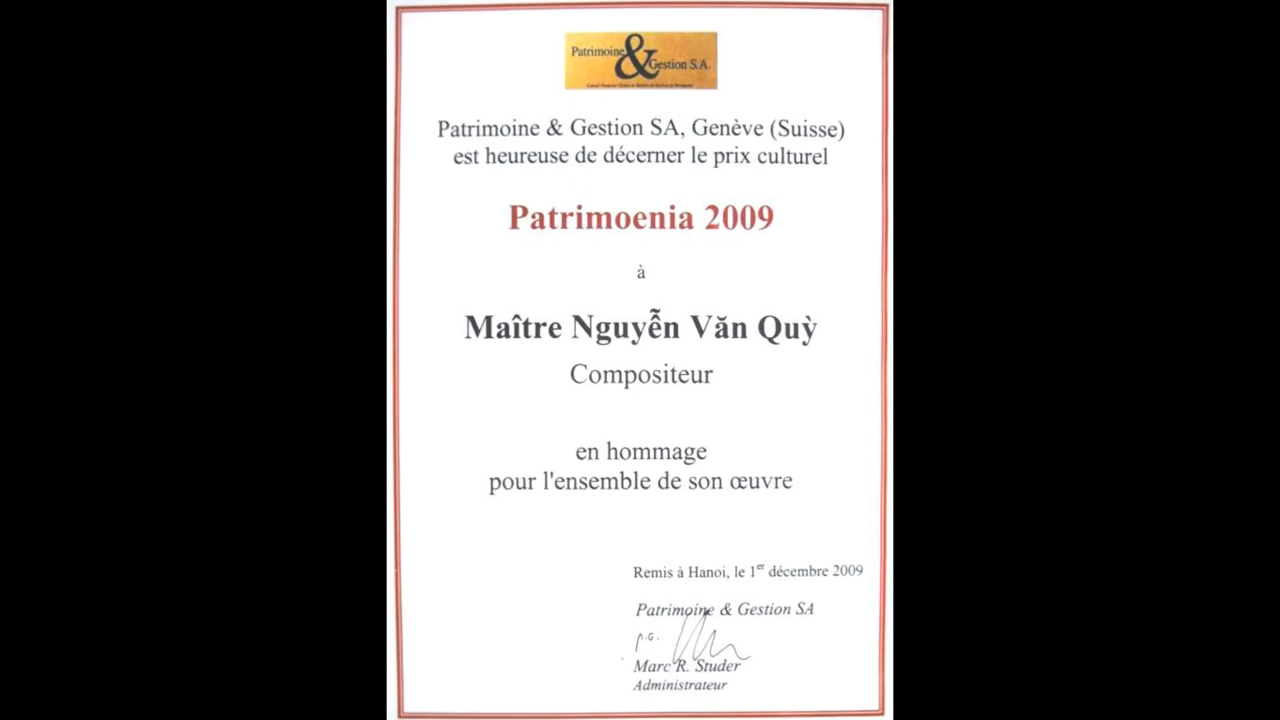 Patrimoine & Gestion S.A.
Patrimoine & Gestion SA, Genève (Suisse)
est heureuse de décerner le prix culturel
Patrimoenia 2009
à
Maître Nguyễn Văn Quỳ
Compositeur
en hommage
pour l'ensemble de son œuvre
Remis à Hanoi, le 1er décembre 2009
Patrimoine & Gestion SA
p.o.
Marc R. Studer
Administrateur